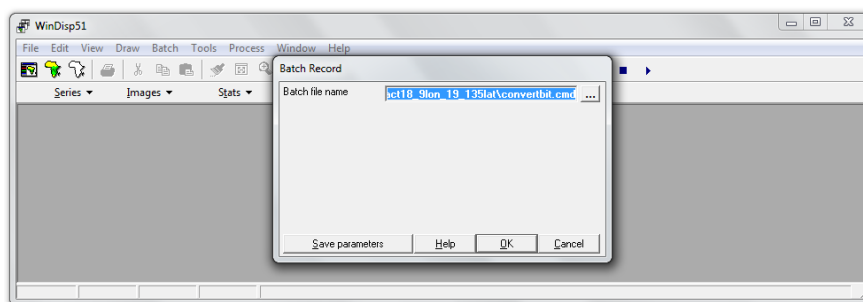 WinDisp51
File Edit View Draw Batch Tools Process Window Help
Series Images Stats
Batch Record
Batch file name
act18_9lon_19_135lat\convertbit.cmd ...
Save parameters Help OK Cancel